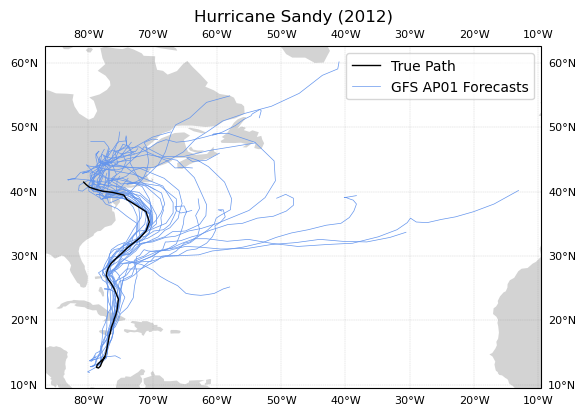 Hurricane Sandy (2012)
80°W 70°W 60°W 50°W 40°W 30°W 20°W 10°W
True Path
GFS AP01 Forecasts
60°N 60°N
50°N 50°N
40°N 40°N
30°N 30°N
20°N 20°N
10°N 10°N
80°W 70°W 60°W 50°W 40°W 30°W 20°W 10°W